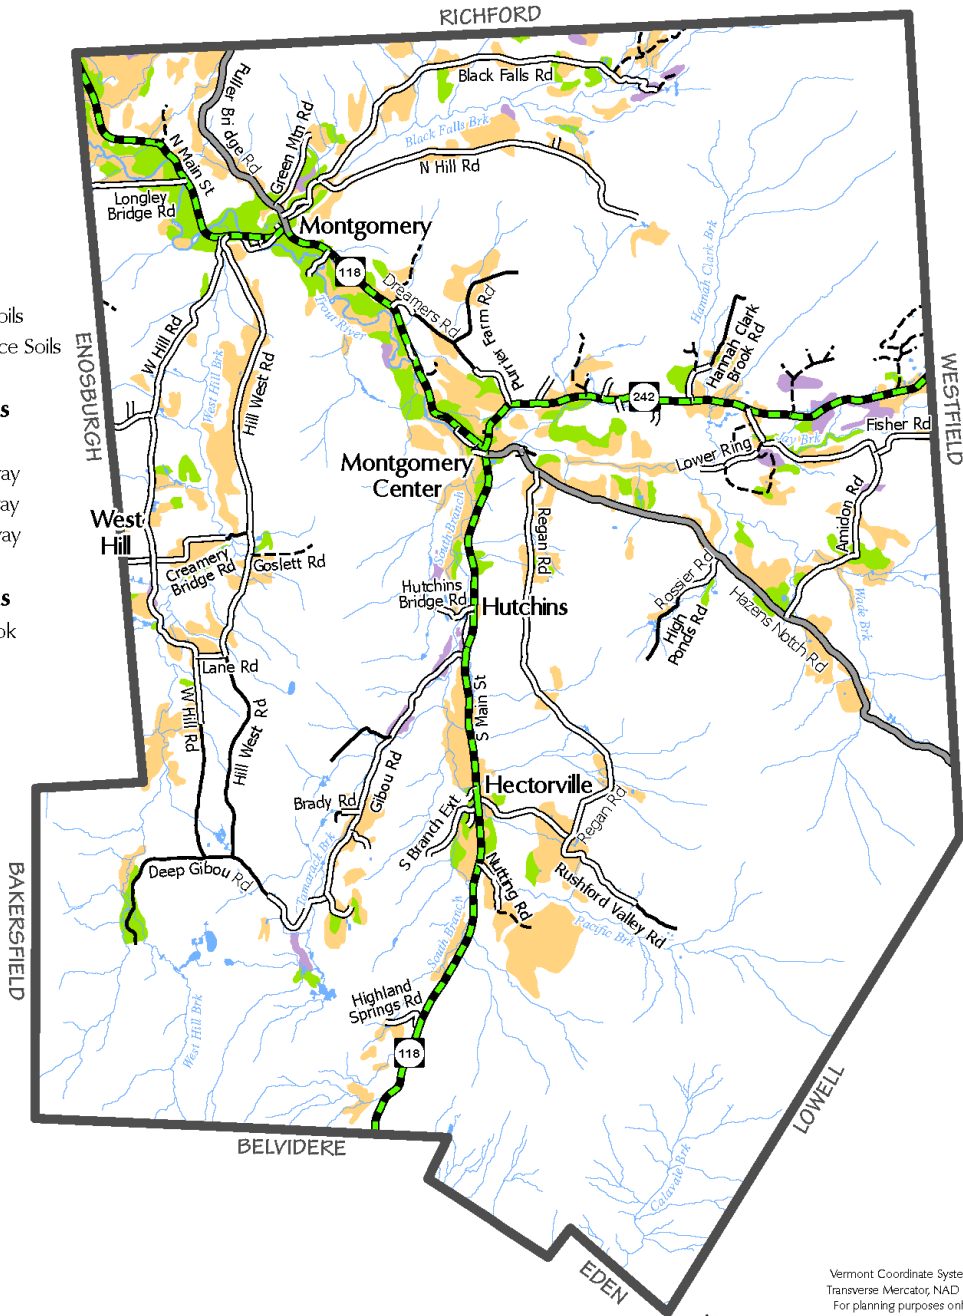 RICHFORD
Black Falls Rd
Fuller Bridge Rd
Green Mtn Rd
Black Falls Brk
N Main St
N Hill Rd
Longley
Bridge Rd
Montgomery
118
Dreamers Rd
Purrier Farm Rd
Hannah Clark Brk
Trout River
oils
ce Soils
ENOSBURGH
W Hill Rd
West Hill Brk
Hill West Rd
Hannah Clark
Brook Rd
WESTFIELD
242
s
Fisher Rd
Jay Brk
Lower Ring
Montgomery
Center
ay
ay
ay
West
Hill
South Branch
Regan Rd
Amidon Rd
Creamery
Bridge Rd
Goslett Rd
Hutchins
Bridge Rd
Hutchins
Rossier Rd
High
Ponds Rd
Hazens Notch Rd
Wade Brk
s
ok
Lane Rd
W Hill Rd
Hill West Rd
S Main St
Gibou Rd
Brady Rd
Hectorville
S Branch Ext
Regan Rd
Tamarack Brk
Deep Gibou Rd
Nutting Rd
Rushford Valley Rd
Pacific Brk
BAKERSFIELD
South Branch
Highland
Springs Rd
West Hill Brk
118
LOWELL
BELVIDERE
Calavale Brk
EDEN
Vermont Coordinate Syste
Transverse Mercator, NAD
For planning purposes onl